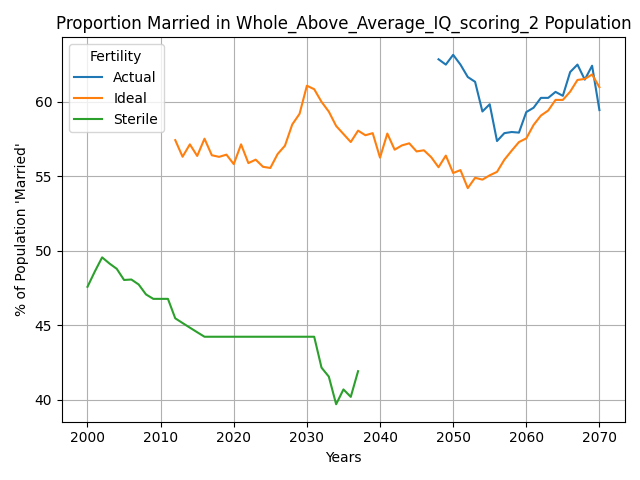 Proportion Married in Whole_Above_Average_IQ_scoring_2 Population
Fertility
Actual
Ideal
Sterile
% of Population 'Married'
60
55
50
45
40
2000 2010 2020 2030 2040 2050 2060 2070
Years